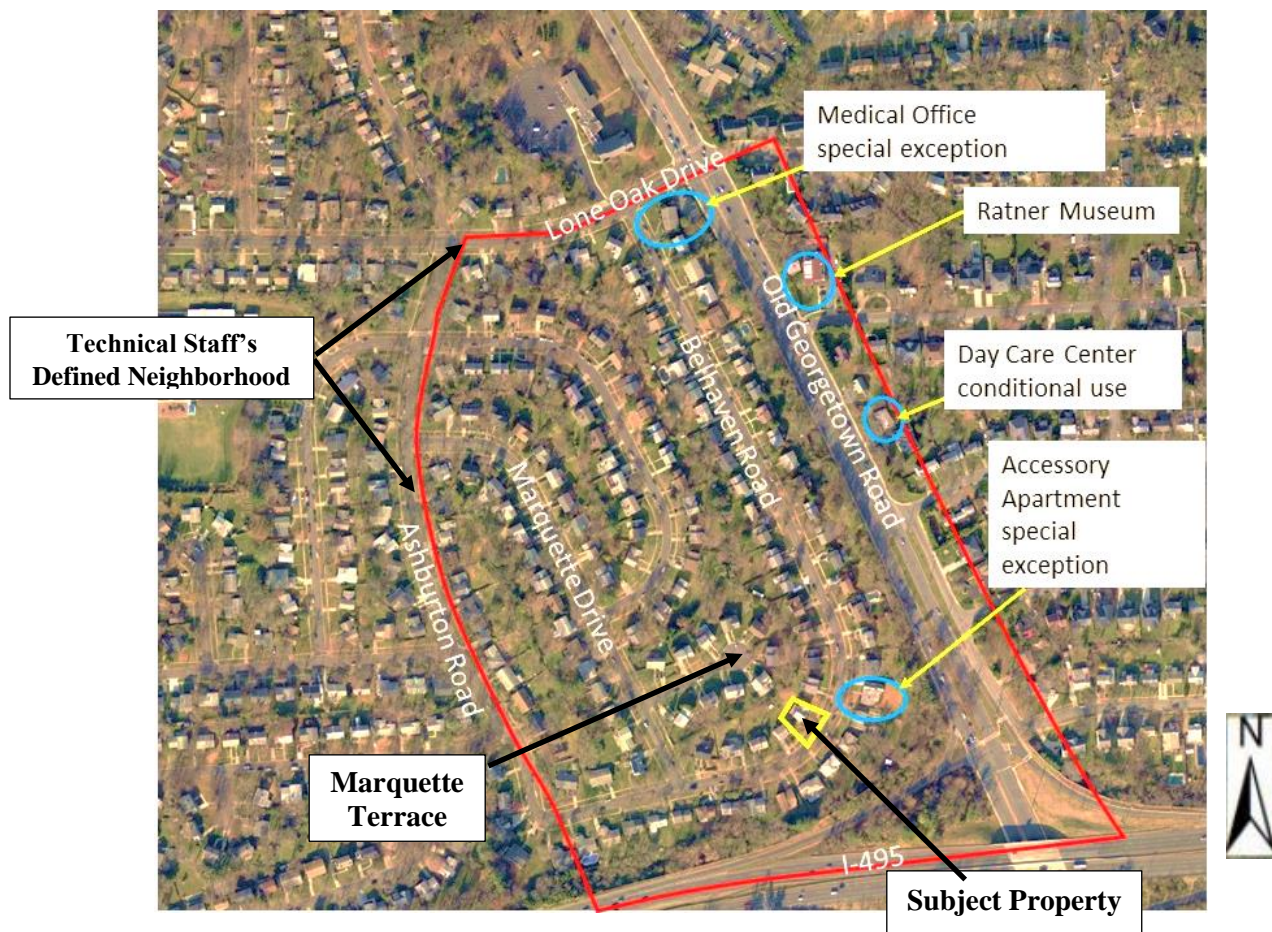 Medical Office
special exception
Ratner Museum
Lone Oak Drive
Technical Staff's
Defined Neighborhood
Old Georgetown Road
Belhaven Road
Day Care Center
conditional use
Accessory
Apartment
special
exception
Marquette Drive
Ashburton Road
N
Marquette
Terrace
I-495
Subject Property